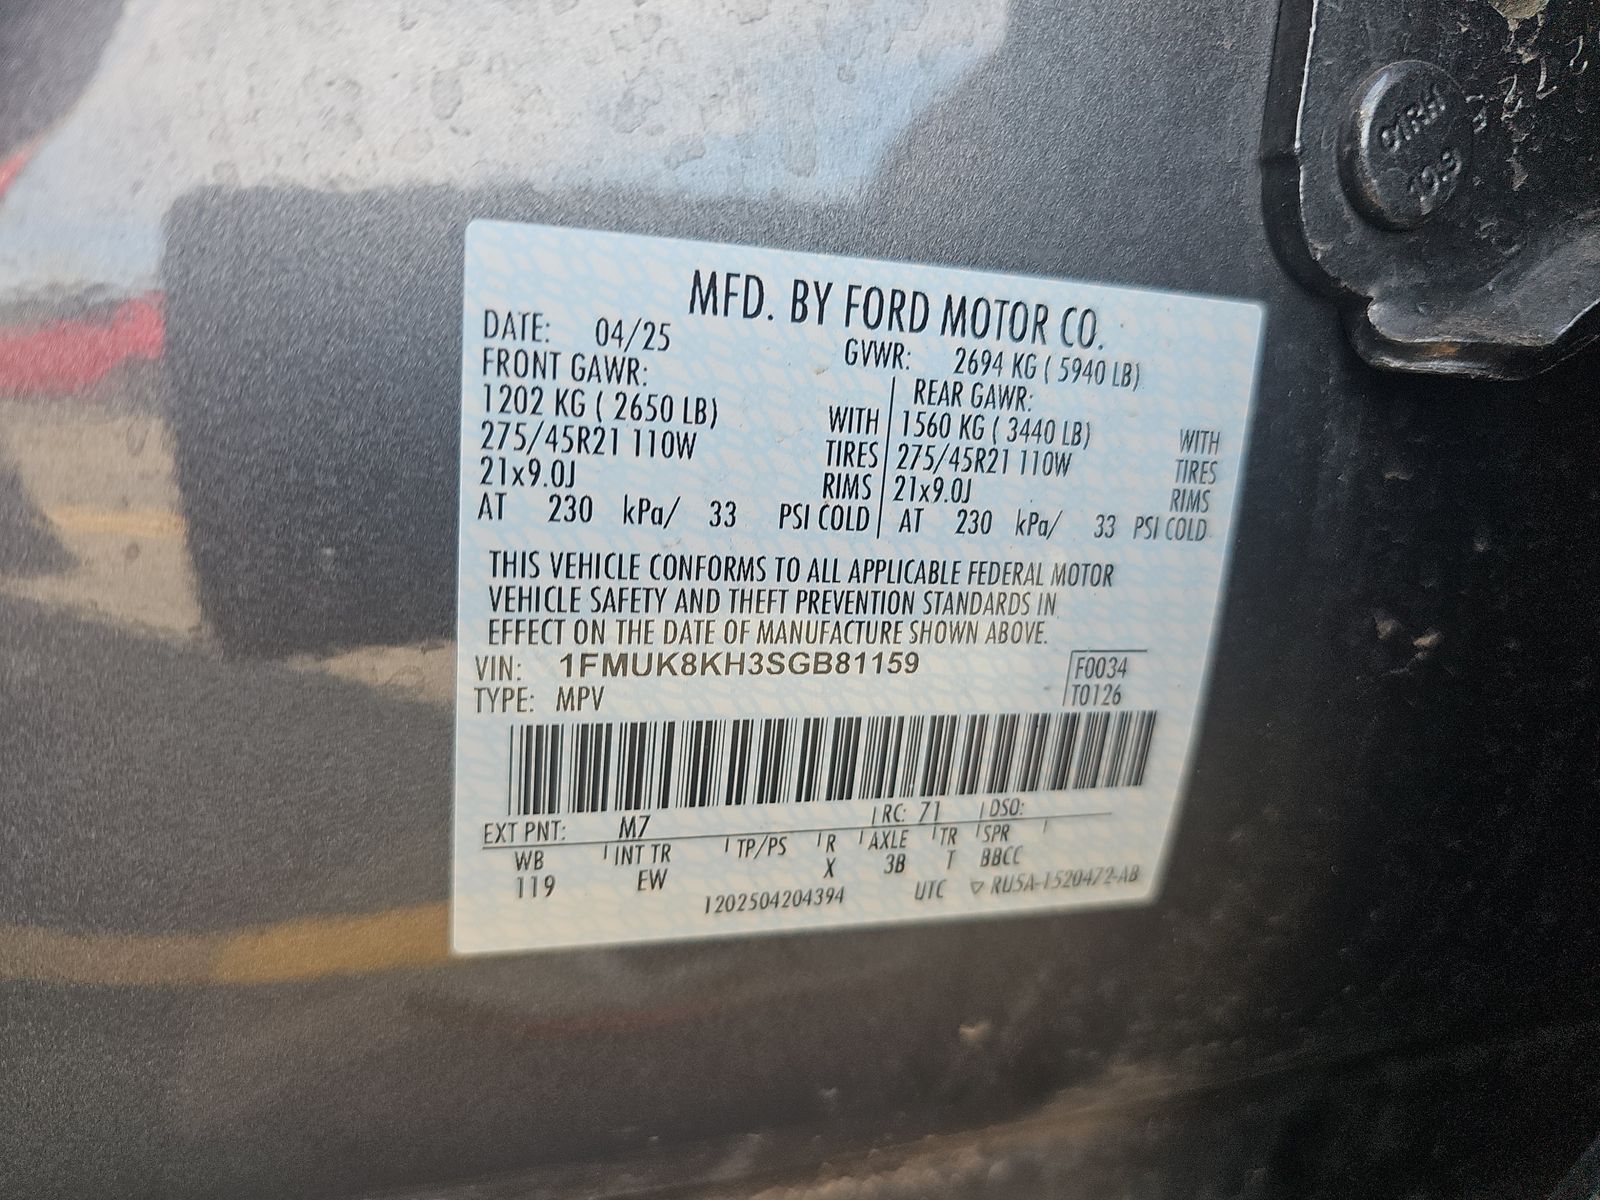 MFD. BY FORD MOTOR CO.
DATE: 04/25 GVWR: 2694 KG ( 5940 LB)
FRONT GAWR: REAR GAWR:
1202 KG ( 2650 LB) WITH 1560 KG ( 3440 LB) WITH
275/45R21 110W TIRES 275/45R21 110W TIRES
21x9.0J RIMS 21x9.0J RIMS
AT 230 kPa/ 33 PSI COLD AT 230 kPa/ 33 PSI COLD
THIS VEHICLE CONFORMS TO ALL APPLICABLE FEDERAL MOTOR
VEHICLE SAFETY AND THEFT PREVENTION STANDARDS IN
EFFECT ON THE DATE OF MANUFACTURE SHOWN ABOVE.
VIN: 1FMUK8KH3SGB81159 F0034
TYPE: MPV T0126
EXT PNT: M7 RC: 71 DSO:
WB INT TR TP/PS R AXLE TR SPR
119 EW X 3B T BBCC
1202504204394 UTC ▽ RU5A-1520472-AB
10.9